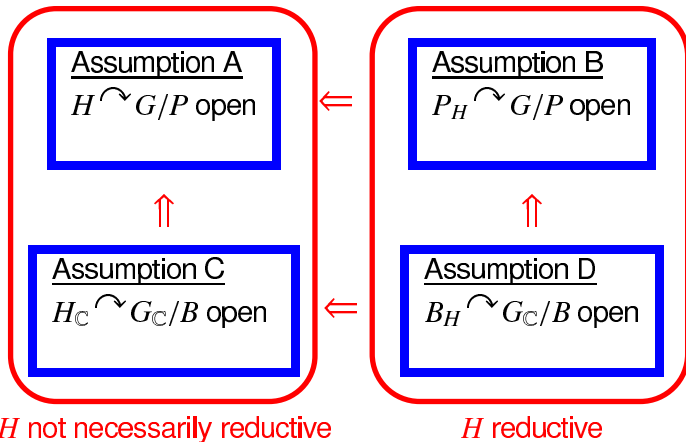 Assumption A
H ↷ G/P open
⇐
Assumption B
P_H ↷ G/P open
⇑
⇑
Assumption C
H_ℂ ↷ G_ℂ/B open
⇐
Assumption D
B_H ↷ G_ℂ/B open
H not necessarily reductive
H reductive